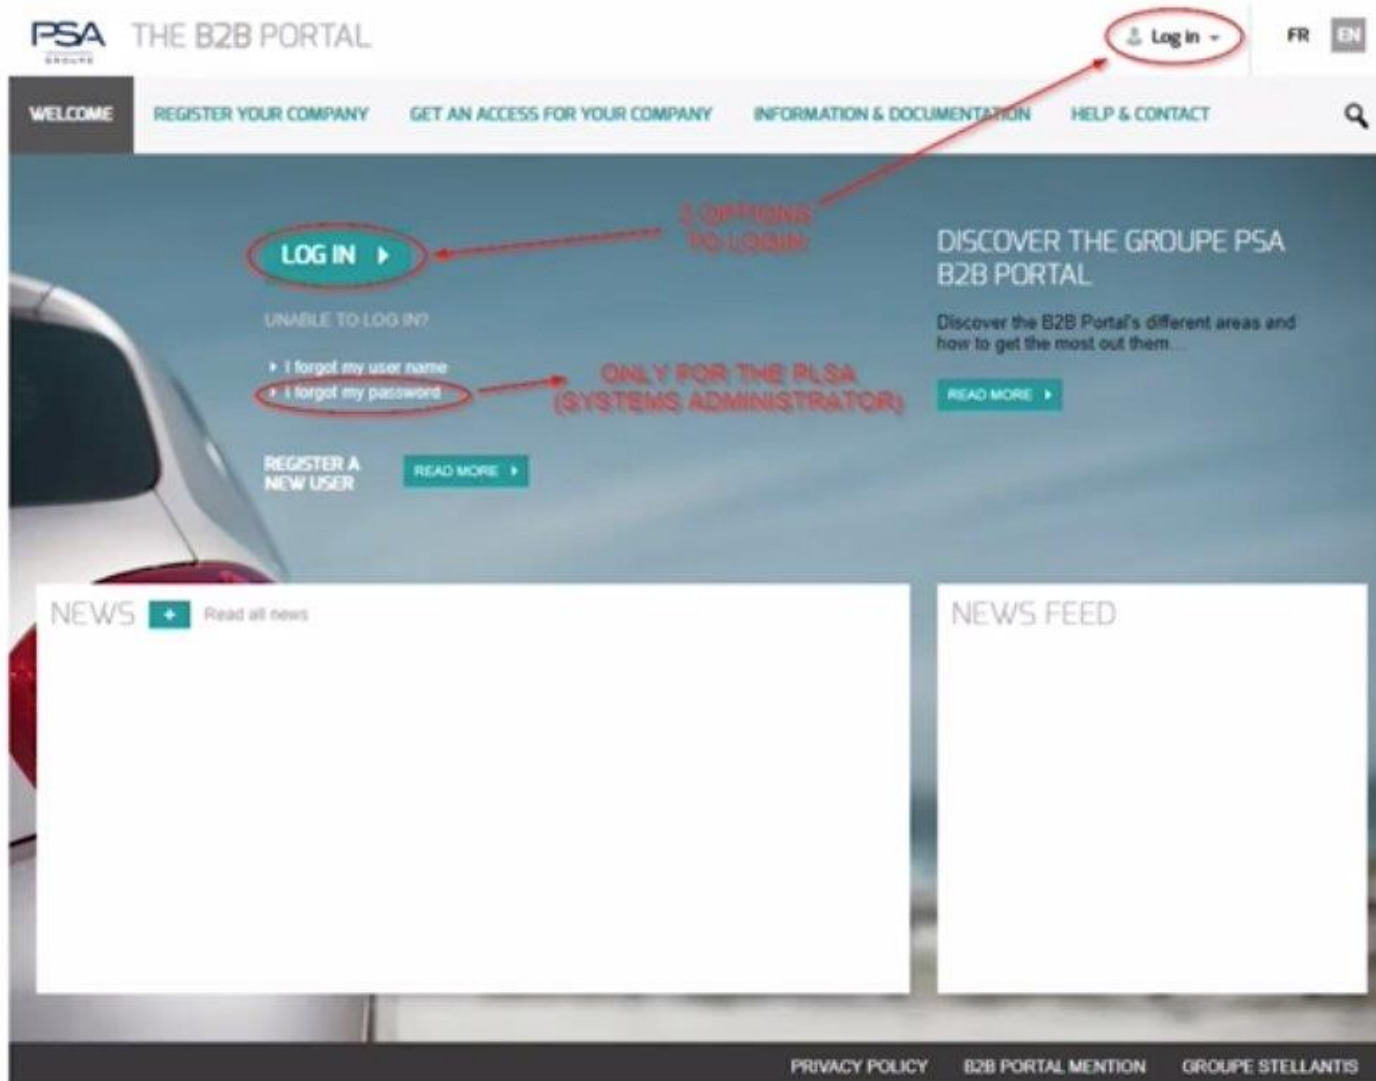 PSA
GROUPE
THE B2B PORTAL
Log in
FR
EN
WELCOME
REGISTER YOUR COMPANY
GET AN ACCESS FOR YOUR COMPANY
INFORMATION & DOCUMENTATION
HELP & CONTACT
2 OPTIONS
TO LOGIN
LOG IN
UNABLE TO LOG IN?
I forgot my user name
I forgot my password
ONLY FOR THE PLSA
(SYSTEMS ADMINISTRATOR)
REGISTER A
NEW USER
READ MORE
DISCOVER THE GROUPE PSA
B2B PORTAL
Discover the B2B Portal's different areas and
how to get the most out them...
READ MORE
NEWS
+
Read all news
NEWS FEED
PRIVACY POLICY
B2B PORTAL MENTION
GROUPE STELLANTIS